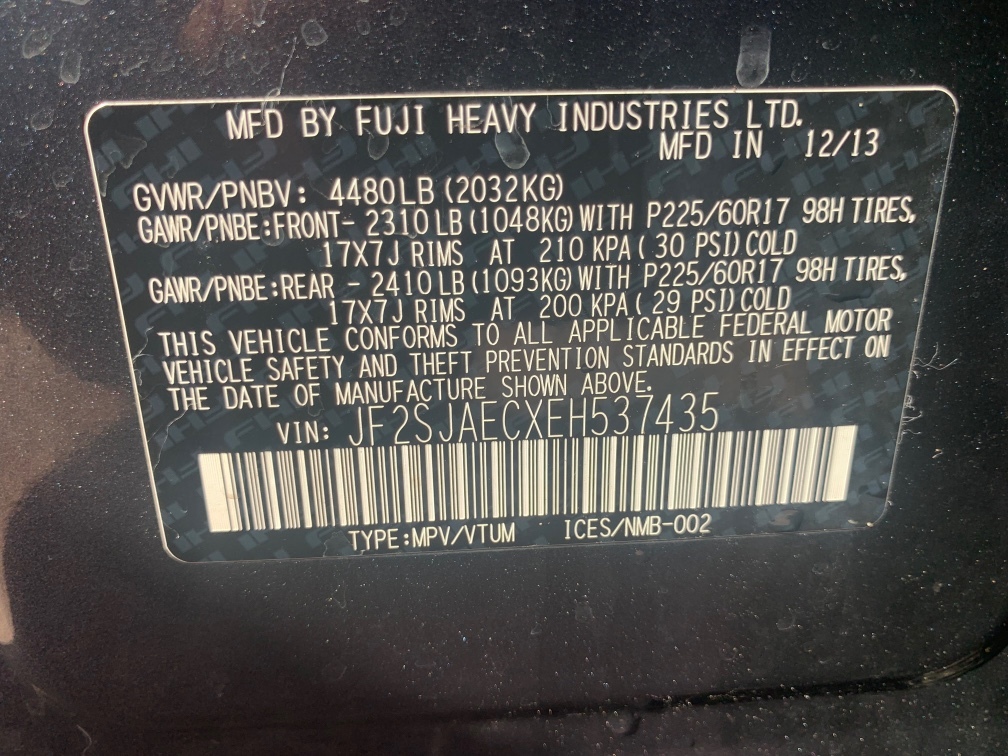 MFD BY FUJI HEAVY INDUSTRIES LTD.
MFD IN 12/13
GVWR/PNBV: 4480LB (2032KG)
GAWR/PNBE:FRONT- 2310LB (1048KG) WITH P225/60R17 98H TIRES,
17X7J RIMS AT 210 KPA (30 PSI) COLD
GAWR/PNBE:REAR - 2410LB (1093KG) WITH P225/60R17 98H TIRES,
17X7J RIMS AT 200 KPA (29 PSI) COLD
THIS VEHICLE CONFORMS TO ALL APPLICABLE FEDERAL MOTOR
VEHICLE SAFETY AND THEFT PREVENTION STANDARDS IN EFFECT ON
THE DATE OF MANUFACTURE SHOWN ABOVE.
VIN: JF2SJAECXEH537435
TYPE:MPV/VTUM ICES/NMB-002